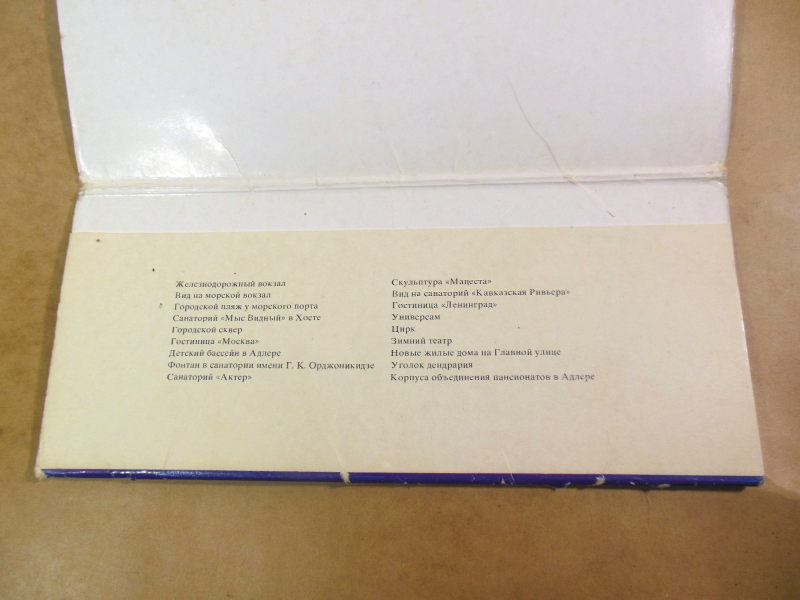 Железнодорожный вокзал
Вид на морской вокзал
Городской пляж у морского порта
Санаторий «Мыс Видный» в Хосте
Городской сквер
Гостиница «Москва»
Детский бассейн в Адлере
Фонтан в санатории имени Г. К. Орджоникидзе
Санаторий «Актер»
Скульптура «Мацеста»
Вид на санаторий «Кавказская Ривьера»
Гостиница «Ленинград»
Универсам
Цирк
Зимний театр
Новые жилые дома на Главной улице
Уголок дендрария
Корпуса объединения пансионатов в Адлере